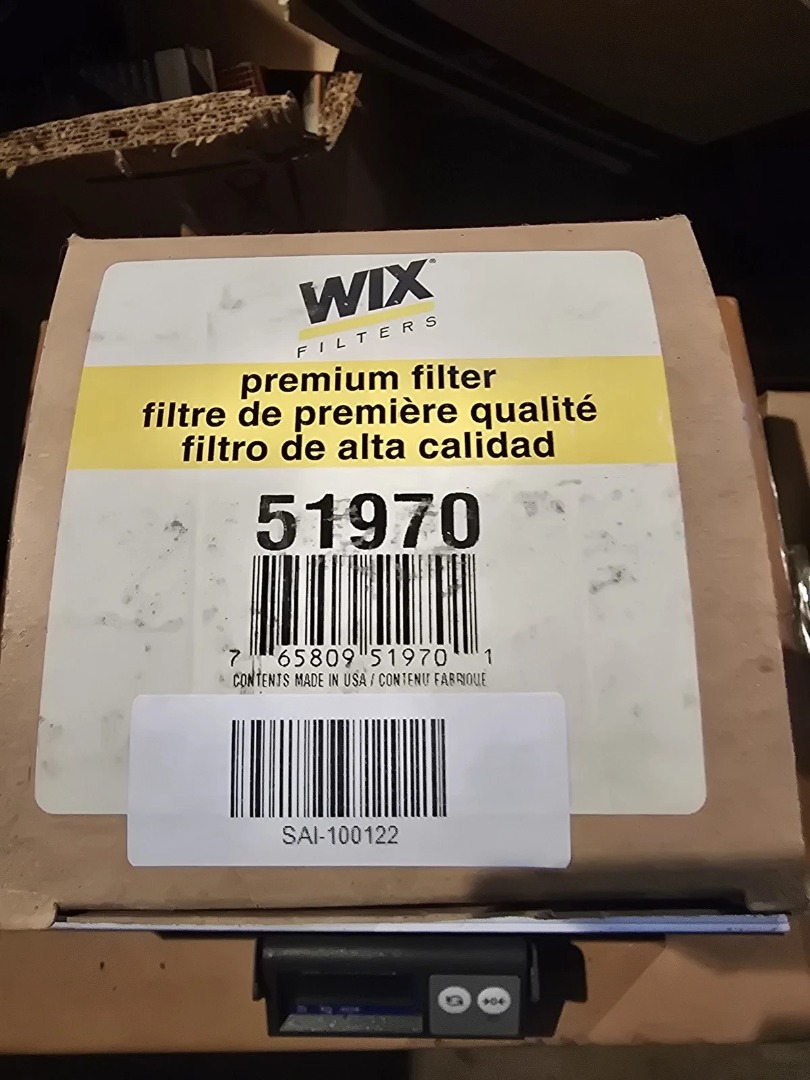 WIX®
FILTERS
premium filter
filtre de première qualité
filtro de alta calidad
51970
7 65809 51970 1
CONTENTS MADE IN USA / CONTENU FABRIQUE
SAI-100122